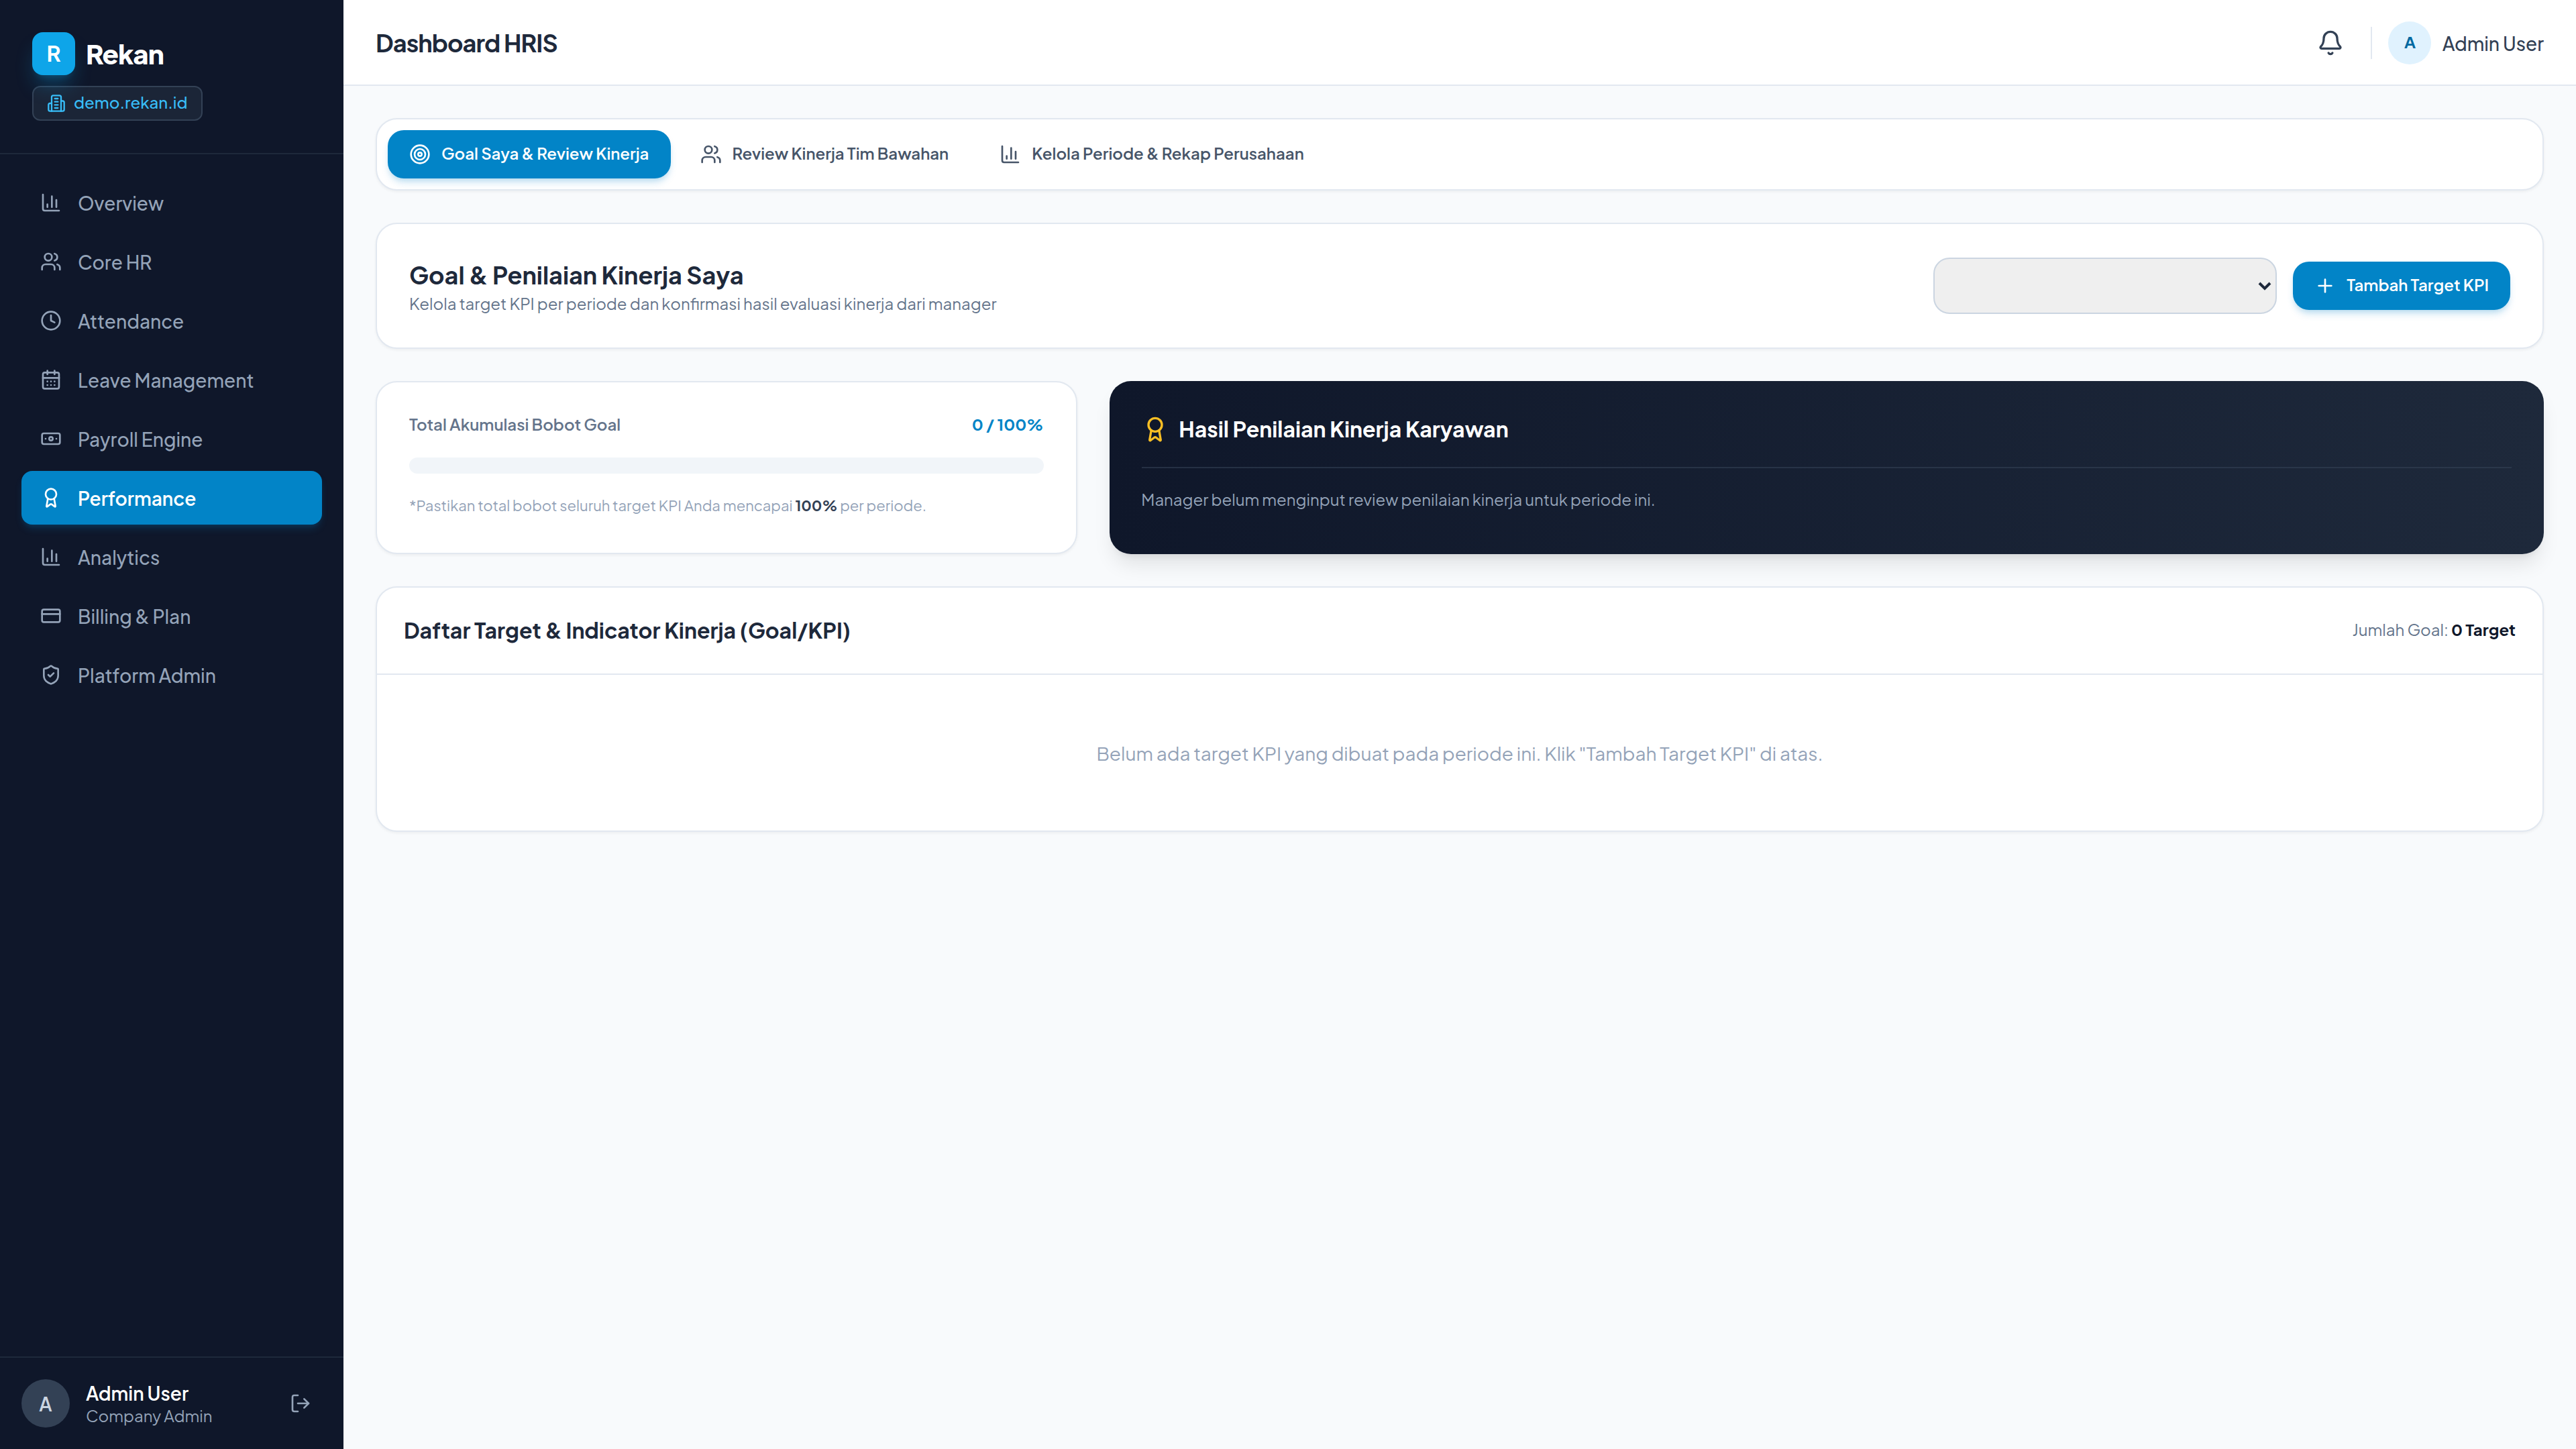 R Rekan
demo.rekan.id
Overview
Core HR
Attendance
Leave Management
Payroll Engine
Performance
Analytics
Billing & Plan
Platform Admin
A
Admin User
Company Admin
Dashboard HRIS
A Admin User
Goal Saya & Review Kinerja
Review Kinerja Tim Bawahan
Kelola Periode & Rekap Perusahaan
Goal & Penilaian Kinerja Saya
Kelola target KPI per periode dan konfirmasi hasil evaluasi kinerja dari manager
Tambah Target KPI
Total Akumulasi Bobot Goal
0 / 100%
*Pastikan total bobot seluruh target KPI Anda mencapai 100% per periode.
Hasil Penilaian Kinerja Karyawan
Manager belum menginput review penilaian kinerja untuk periode ini.
Daftar Target & Indicator Kinerja (Goal/KPI)
Jumlah Goal: 0 Target
Belum ada target KPI yang dibuat pada periode ini. Klik "Tambah Target KPI" di atas.